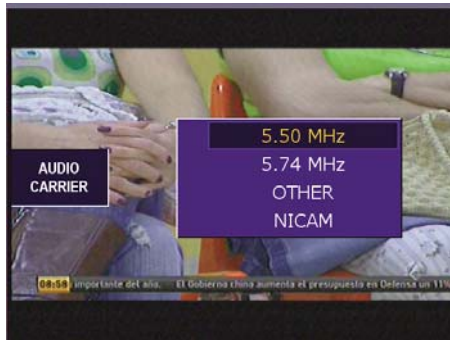 5.50 MHz
5.74 MHz
AUDIO
CARRIER
OTHER
NICAM
08:58 importante del año. El Gobierno chino aumenta el presupuesto en Defensa un 11%